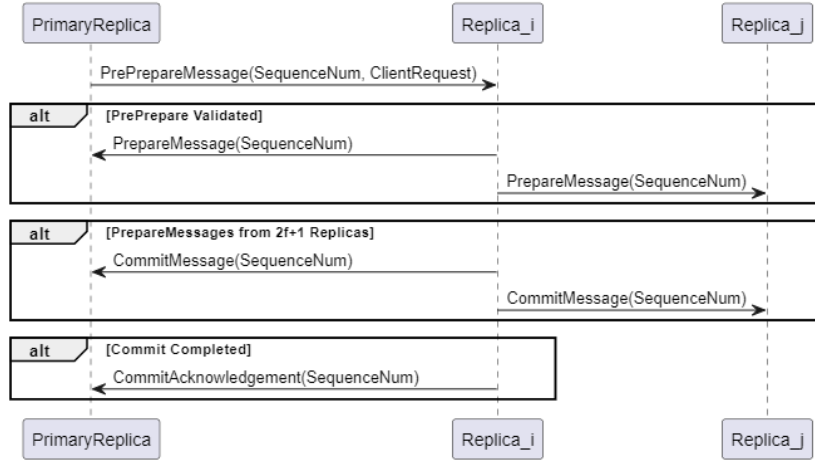 PrimaryReplica Replica_i Replica_j
PrePrepareMessage(SequenceNum, ClientRequest)
alt [PrePrepare Validated]
PrepareMessage(SequenceNum)
PrepareMessage(SequenceNum)
alt [PrepareMessages from 2f+1 Replicas]
CommitMessage(SequenceNum)
CommitMessage(SequenceNum)
alt [Commit Completed]
CommitAcknowledgement(SequenceNum)
PrimaryReplica Replica_i Replica_j